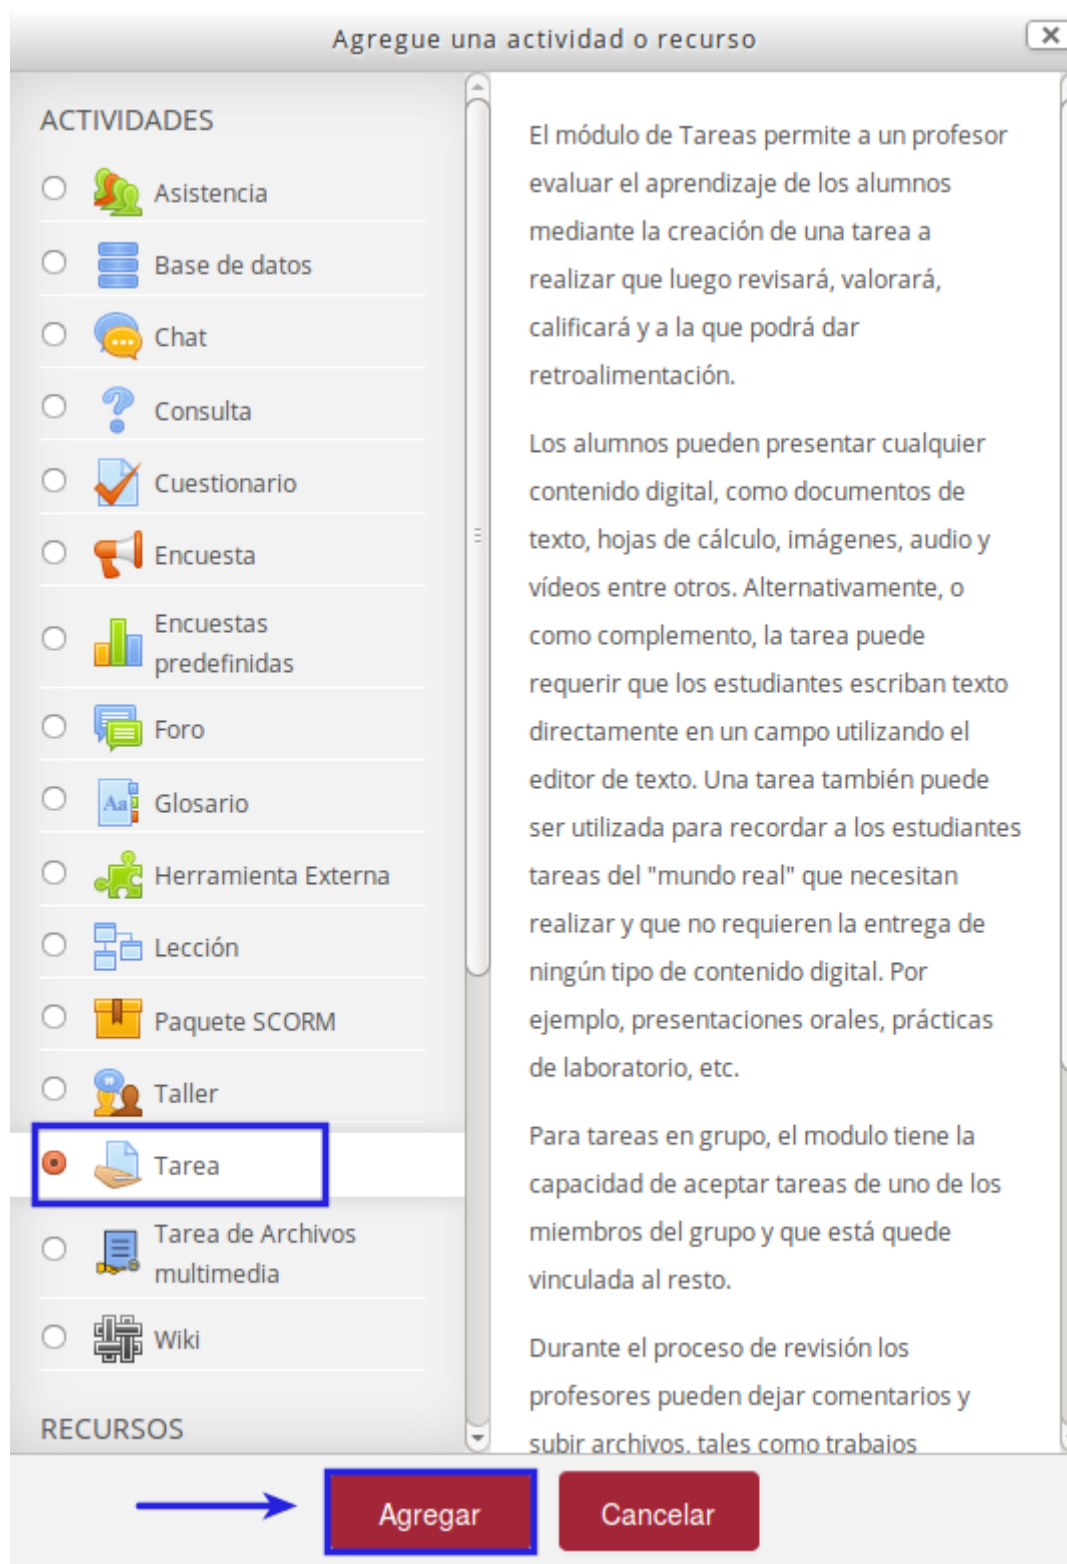 Agregue una actividad o recurso
ACTIVIDADES
Asistencia
Base de datos
Chat
Consulta
Cuestionario
Encuesta
Encuestas
predefinidas
Foro
Glosario
Herramienta Externa
Lección
Paquete SCORM
Taller
Tarea
Tarea de Archivos
multimedia
Wiki
RECURSOS
El módulo de Tareas permite a un profesor
evaluar el aprendizaje de los alumnos
mediante la creación de una tarea a
realizar que luego revisará, valorará,
calificará y a la que podrá dar
retroalimentación.
Los alumnos pueden presentar cualquier
contenido digital, como documentos de
texto, hojas de cálculo, imágenes, audio y
vídeos entre otros. Alternativamente, o
como complemento, la tarea puede
requerir que los estudiantes escriban texto
directamente en un campo utilizando el
editor de texto. Una tarea también puede
ser utilizada para recordar a los estudiantes
tareas del "mundo real" que necesitan
realizar y que no requieren la entrega de
ningún tipo de contenido digital. Por
ejemplo, presentaciones orales, prácticas
de laboratorio, etc.
Para tareas en grupo, el modulo tiene la
capacidad de aceptar tareas de uno de los
miembros del grupo y que está quede
vinculada al resto.
Durante el proceso de revisión los
profesores pueden dejar comentarios y
subir archivos, tales como trabajos
Agregar
Cancelar